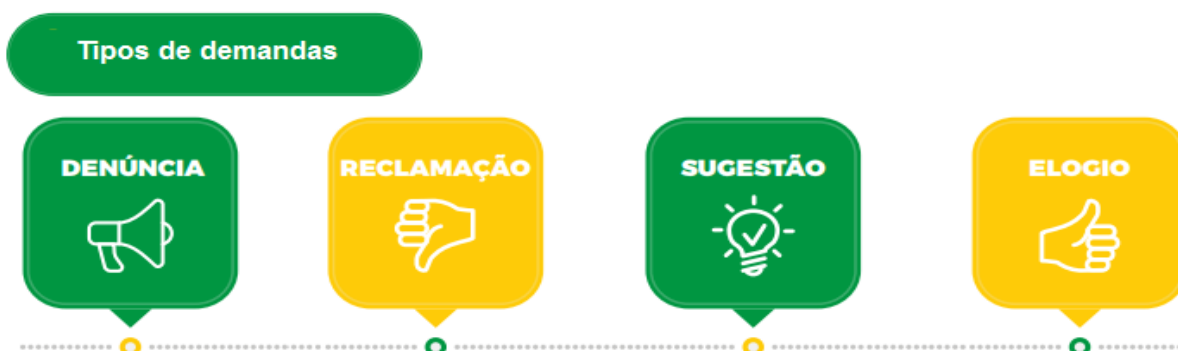 Tipos de demandas
DENÚNCIA
RECLAMAÇÃO
SUGESTÃO
ELOGIO